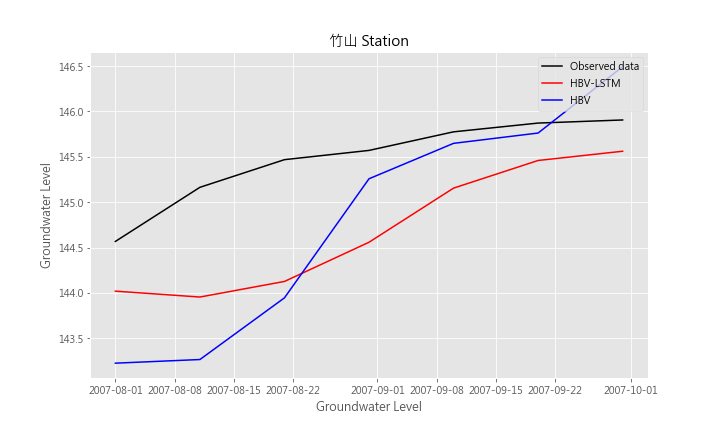 竹山 Station
Groundwater Level
146.5
146.0
145.5
145.0
144.5
144.0
143.5
Observed data
HBV-LSTM
HBV
2007-08-01 2007-08-08 2007-08-15 2007-08-22 2007-09-01 2007-09-08 2007-09-15 2007-09-22 2007-10-01
Groundwater Level